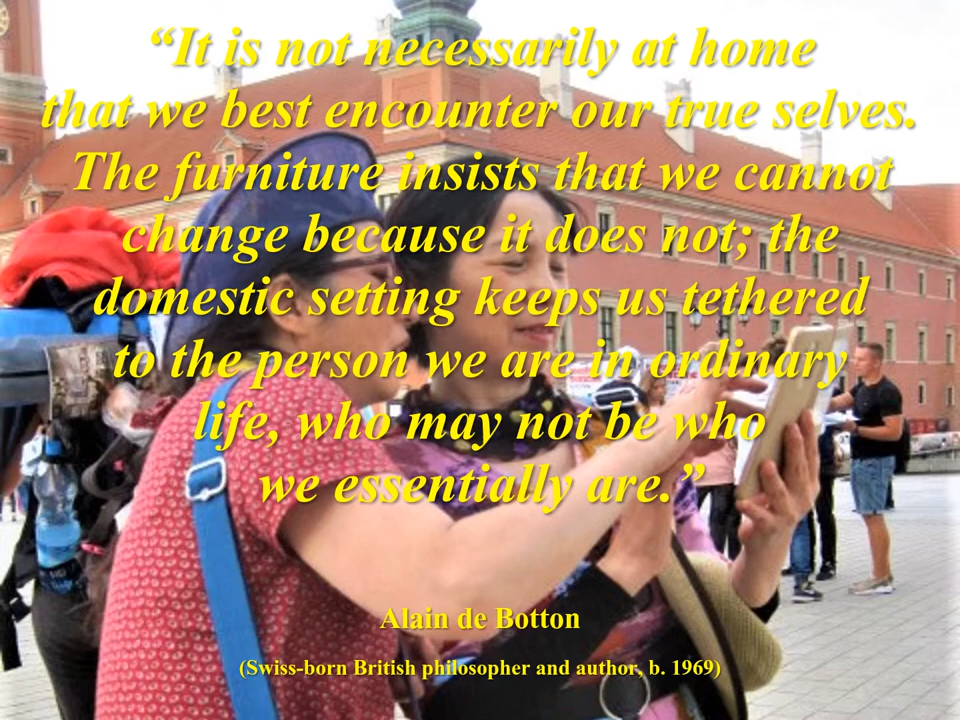 “It is not necessarily at home
that we best encounter our true selves.
The furniture insists that we cannot
change because it does not; the
domestic setting keeps us tethered
to the person we are in ordinary
life, who may not be who
we essentially are.”
Alain de Botton
(Swiss-born British philosopher and author, b. 1969)